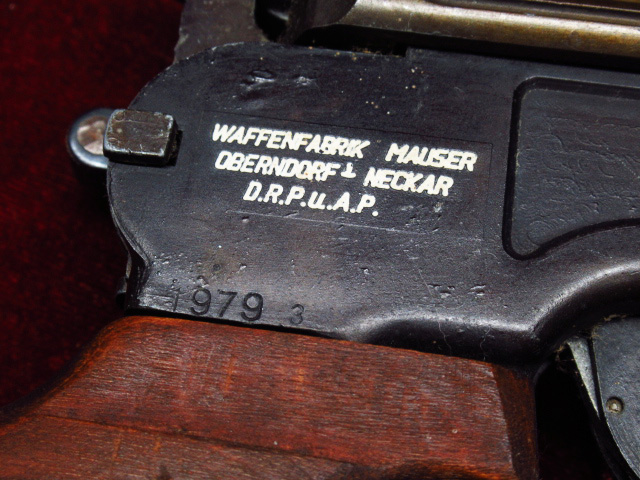 WAFFENFABRIK MAUSER
OBERNDORF ᴬ⁄ NECKAR
D.R.P.u.A.P.
1979 3